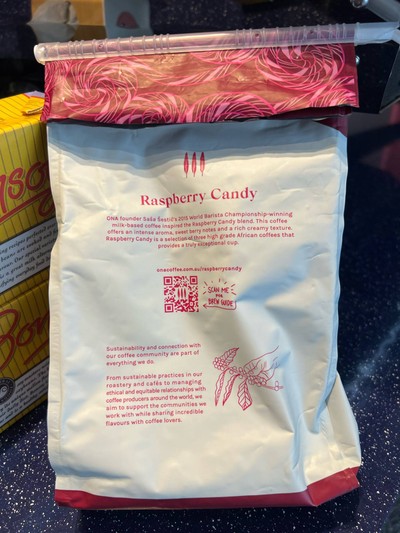 Raspberry Candy
ONA founder Saša Šestić's 2015 World Barista Championship-winning
milk-based coffee inspired the Raspberry Candy blend. This coffee
offers an intense aroma, sweet berry notes and a rich creamy texture.
Raspberry Candy is a selection of three high grade African coffees that
provides a truly exceptional cup.
onacoffee.com.au/raspberrycandy
SCAN ME
FOR
BREW GUIDE
Sustainability and connection with
our coffee community are part of
everything we do.
From sustainable practices in our
roastery and cafés to managing
ethical and equitable relationships with
coffee producers around the world, we
aim to support the communities we
work with while sharing incredible
flavours with coffee lovers.